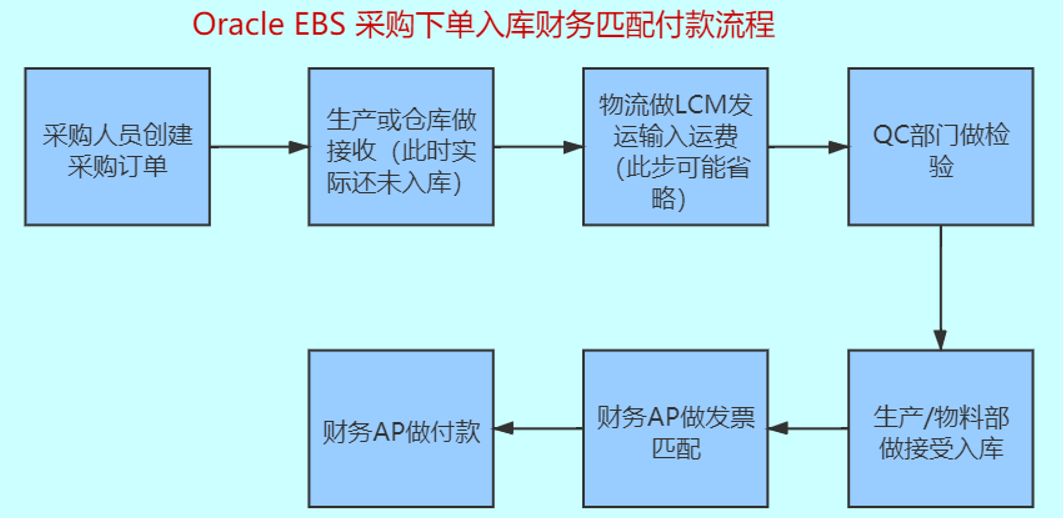 Oracle EBS 采购下单入库财务匹配付款流程
采购人员创建
采购订单
生产或仓库做
接收（此时实
际还未入库）
物流做LCM发
运输入运费
（此步可能省
略）
QC部门做检
验
财务AP做付款
财务AP做发票
匹配
生产/物料部
做接受入库